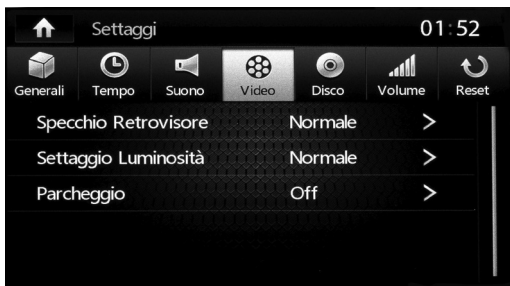 Settaggi 01:52
Generali Tempo Suono Video Disco Volume Reset
Specchio Retrovisore Normale >
Settaggio Luminosità Normale >
Parcheggio Off >